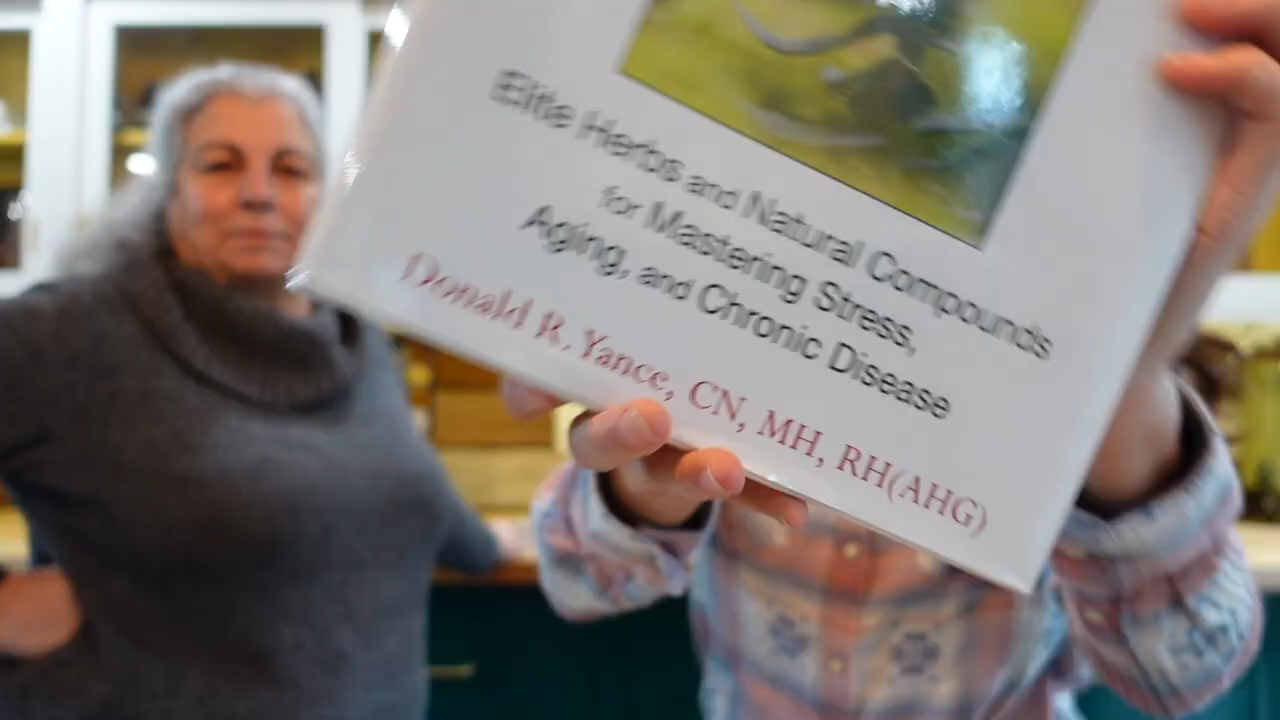 Elite Herbs and Natural Compounds
for Mastering Stress,
Aging, and Chronic Disease
Donald R. Yance, CN, MH, RH(AHG)